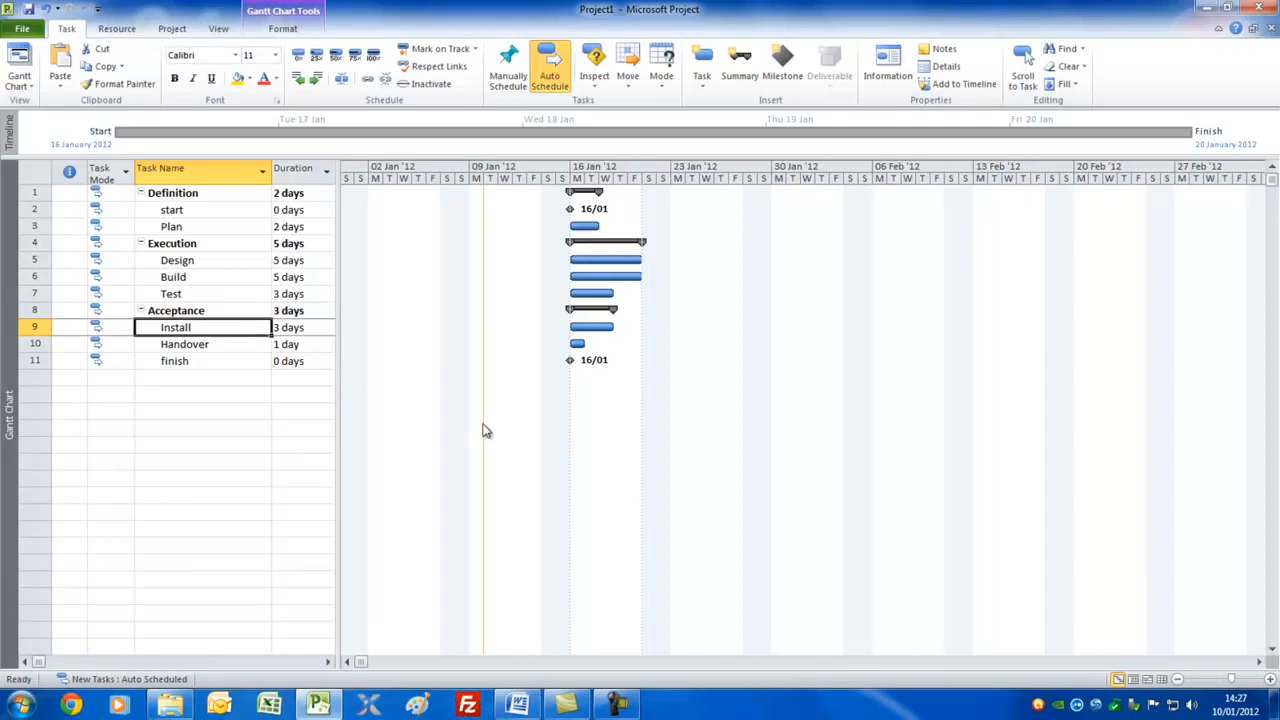 Gantt Chart Tools
Project1 – Microsoft Project
File
Task
Resource
Project
View
Format
Gantt
Chart
View
Paste
Cut
Copy
Format Painter
Clipboard
Calibri
11
B I U
A
Font
0% 25% 50% 75% 100%
Mark on Track
Respect Links
Inactivate
Schedule
Manually
Schedule
Auto
Schedule
Inspect
Move
Mode
Tasks
Task
Summary
Milestone
Deliverable
Insert
Information
Notes
Details
Add to Timeline
Properties
Scroll
to Task
Find
Clear
Fill
Editing
Timeline
Tue 17 Jan
Wed 18 Jan
Thu 19 Jan
Fri 20 Jan
Start
16 January 2012
Finish
20 January 2012
Task
Mode
Task Name
Duration
02 Jan '12
09 Jan '12
16 Jan '12
23 Jan '12
30 Jan '12
06 Feb '12
13 Feb '12
20 Feb '12
27 Feb '12
S S M T W T F S S M T W T F S S M T W T F S S M T W T F S S M T W T F S S M T W T F S S M T W T F S S M T W T F S S M T W T F S
1 Definition 2 days
2 start 0 days 16/01
3 Plan 2 days
4 Execution 5 days
5 Design 5 days
6 Build 5 days
7 Test 3 days
8 Acceptance 3 days
9 Install 3 days
10 Handover 1 day
11 finish 0 days 16/01
Gantt Chart
Ready
New Tasks : Auto Scheduled
14:27
10/01/2012